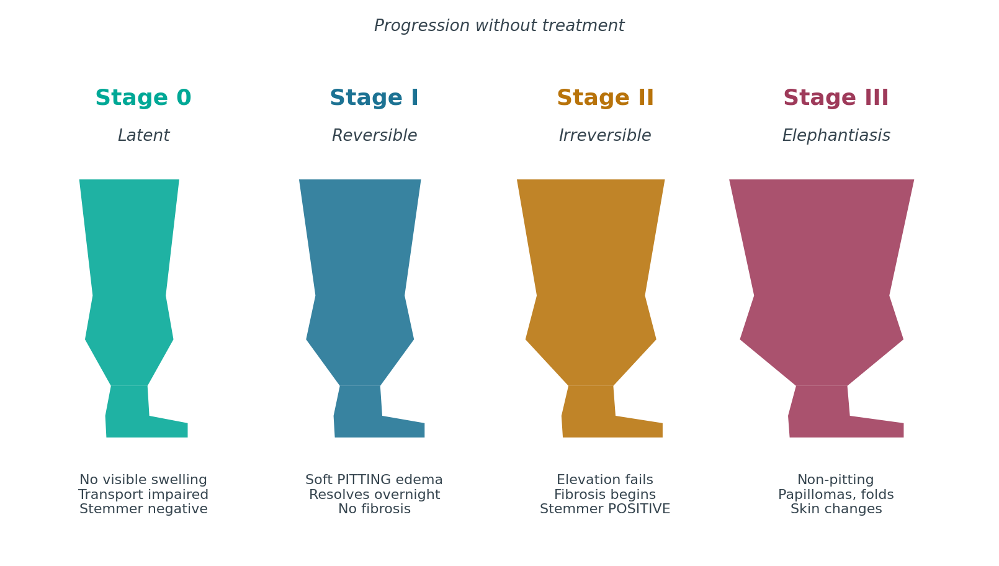 Progression without treatment
Stage 0
Latent
No visible swelling
Transport impaired
Stemmer negative
Stage I
Reversible
Soft PITTING edema
Resolves overnight
No fibrosis
Stage II
Irreversible
Elevation fails
Fibrosis begins
Stemmer POSITIVE
Stage III
Elephantiasis
Non-pitting
Papillomas, folds
Skin changes